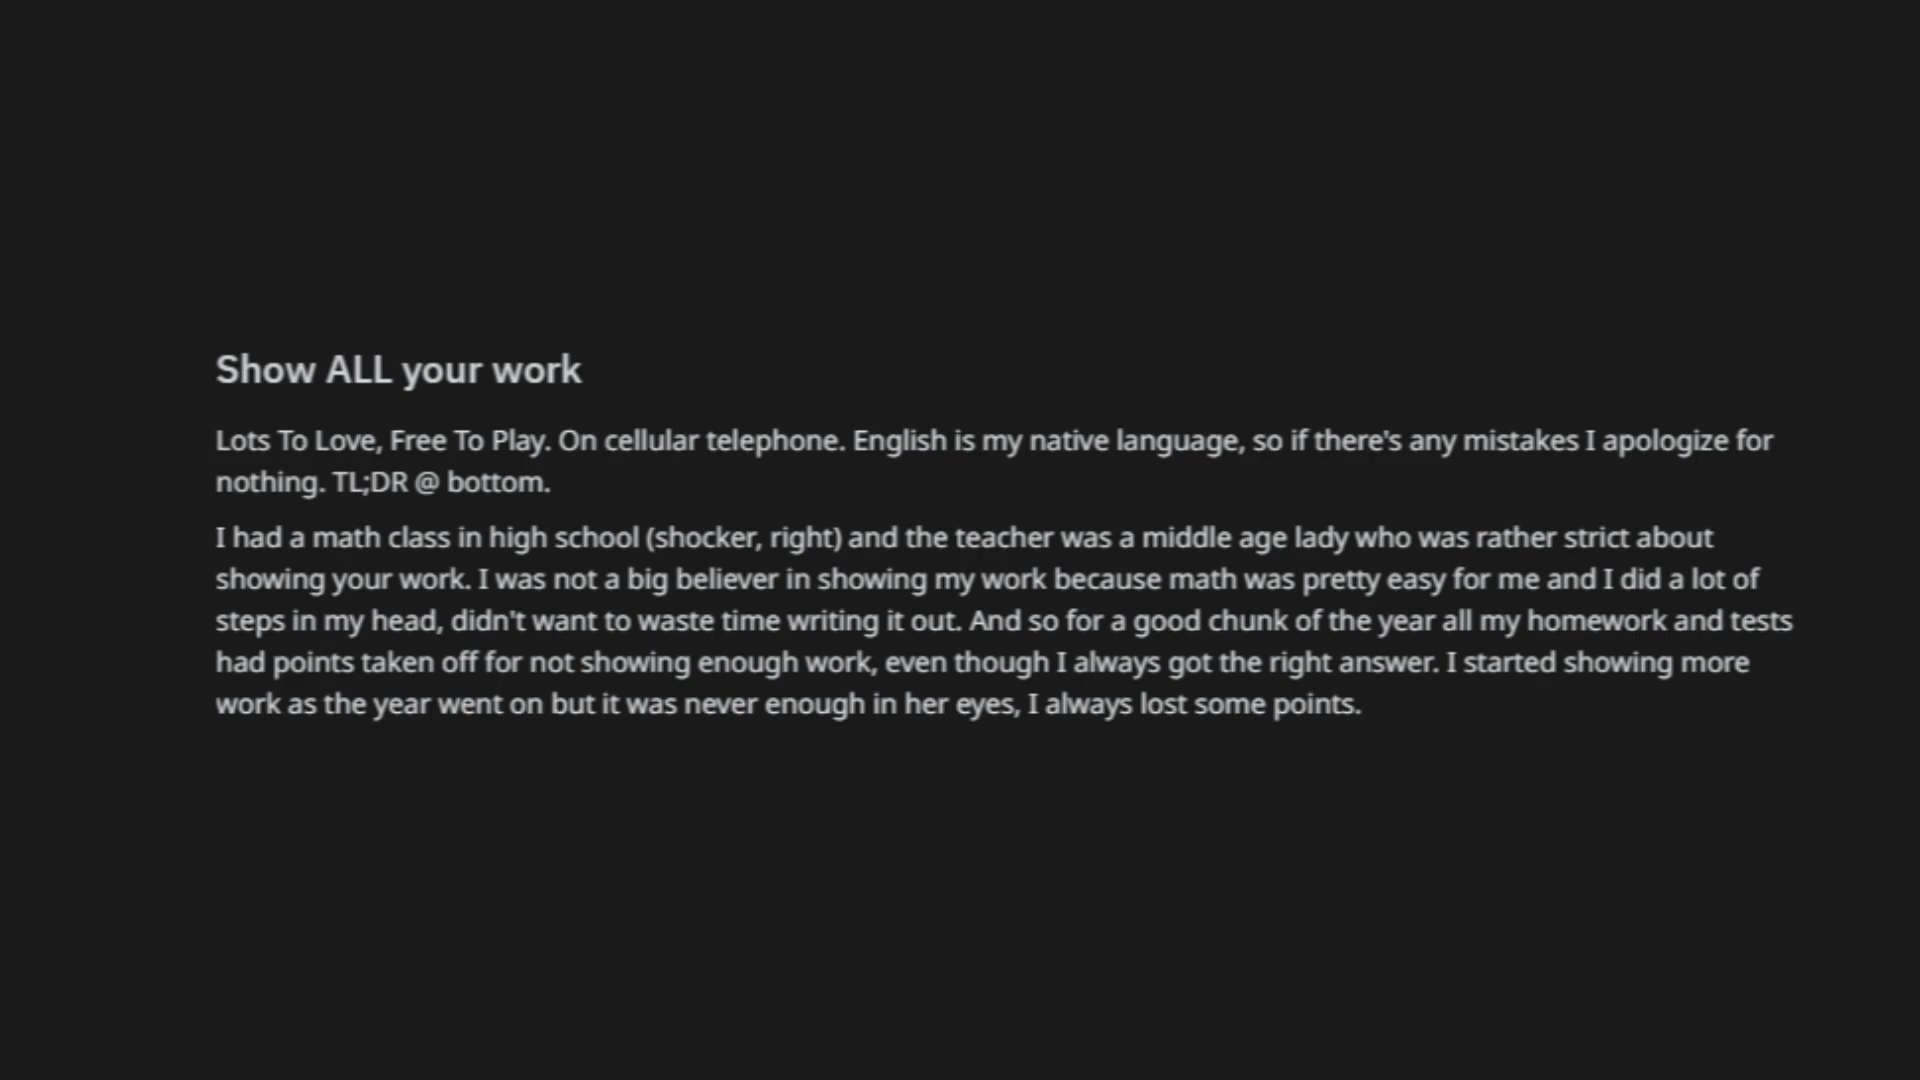 Show ALL your work
Lots To Love, Free To Play. On cellular telephone. English is my native language, so if there's any mistakes I apologize for
nothing. TL;DR @ bottom.
I had a math class in high school (shocker, right) and the teacher was a middle age lady who was rather strict about
showing your work. I was not a big believer in showing my work because math was pretty easy for me and I did a lot of
steps in my head, didn't want to waste time writing it out. And so for a good chunk of the year all my homework and tests
had points taken off for not showing enough work, even though I always got the right answer. I started showing more
work as the year went on but it was never enough in her eyes, I always lost some points.